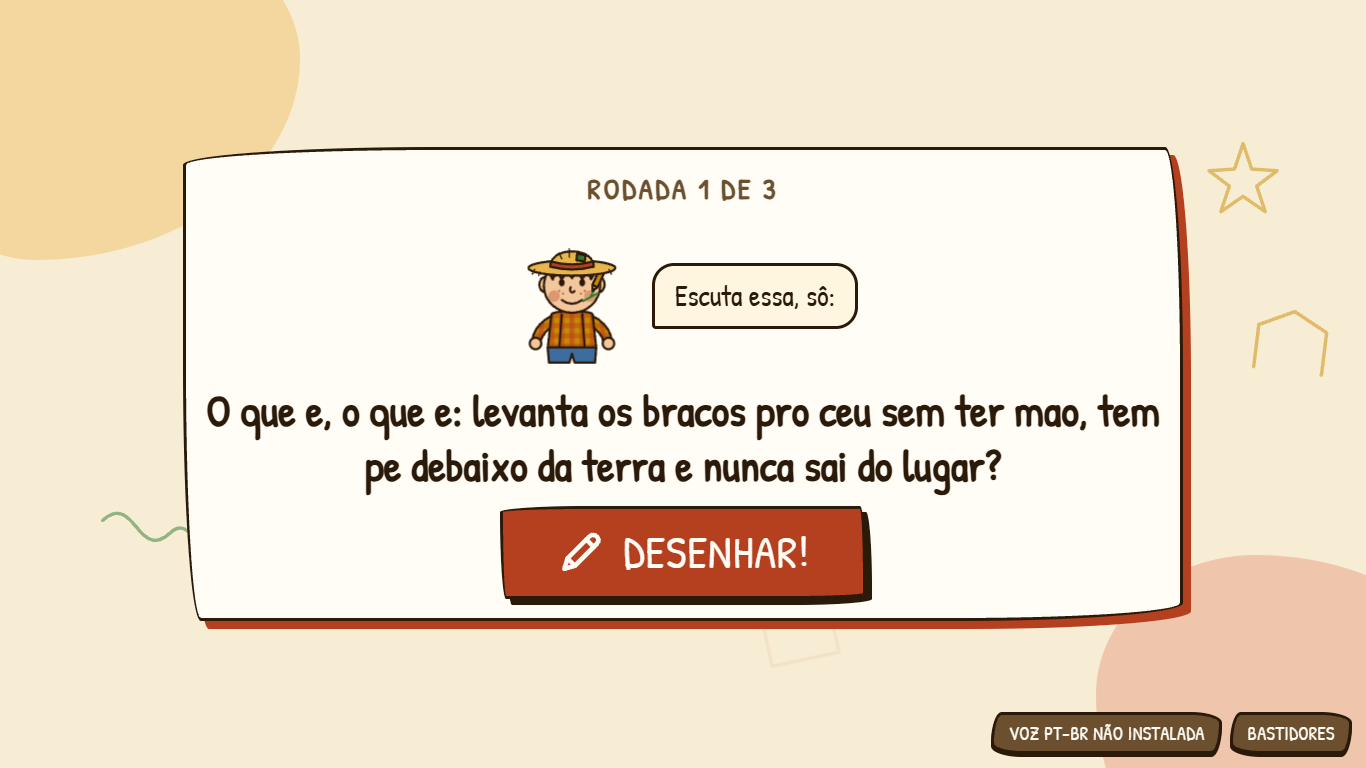 RODADA 1 DE 3
Escuta essa, sô:
O que e, o que e: levanta os bracos pro ceu sem ter mao, tem
pe debaixo da terra e nunca sai do lugar?
DESENHAR!
VOZ PT-BR NÃO INSTALADA
BASTIDORES